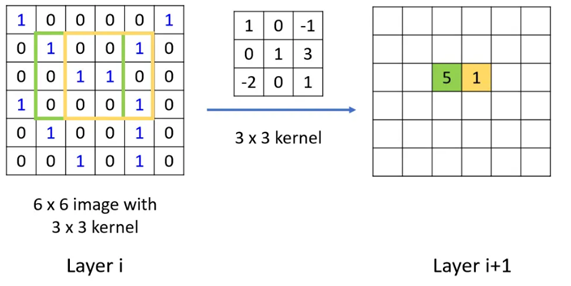 1 0 0 0 0 1
0 1 0 0 1 0
0 0 1 1 0 0
1 0 0 0 1 0
0 1 0 0 1 0
0 0 1 0 1 0
1 0 -1
0 1 3
-2 0 1
3 x 3 kernel
5 1
6 x 6 image with
3 x 3 kernel
Layer i
Layer i+1